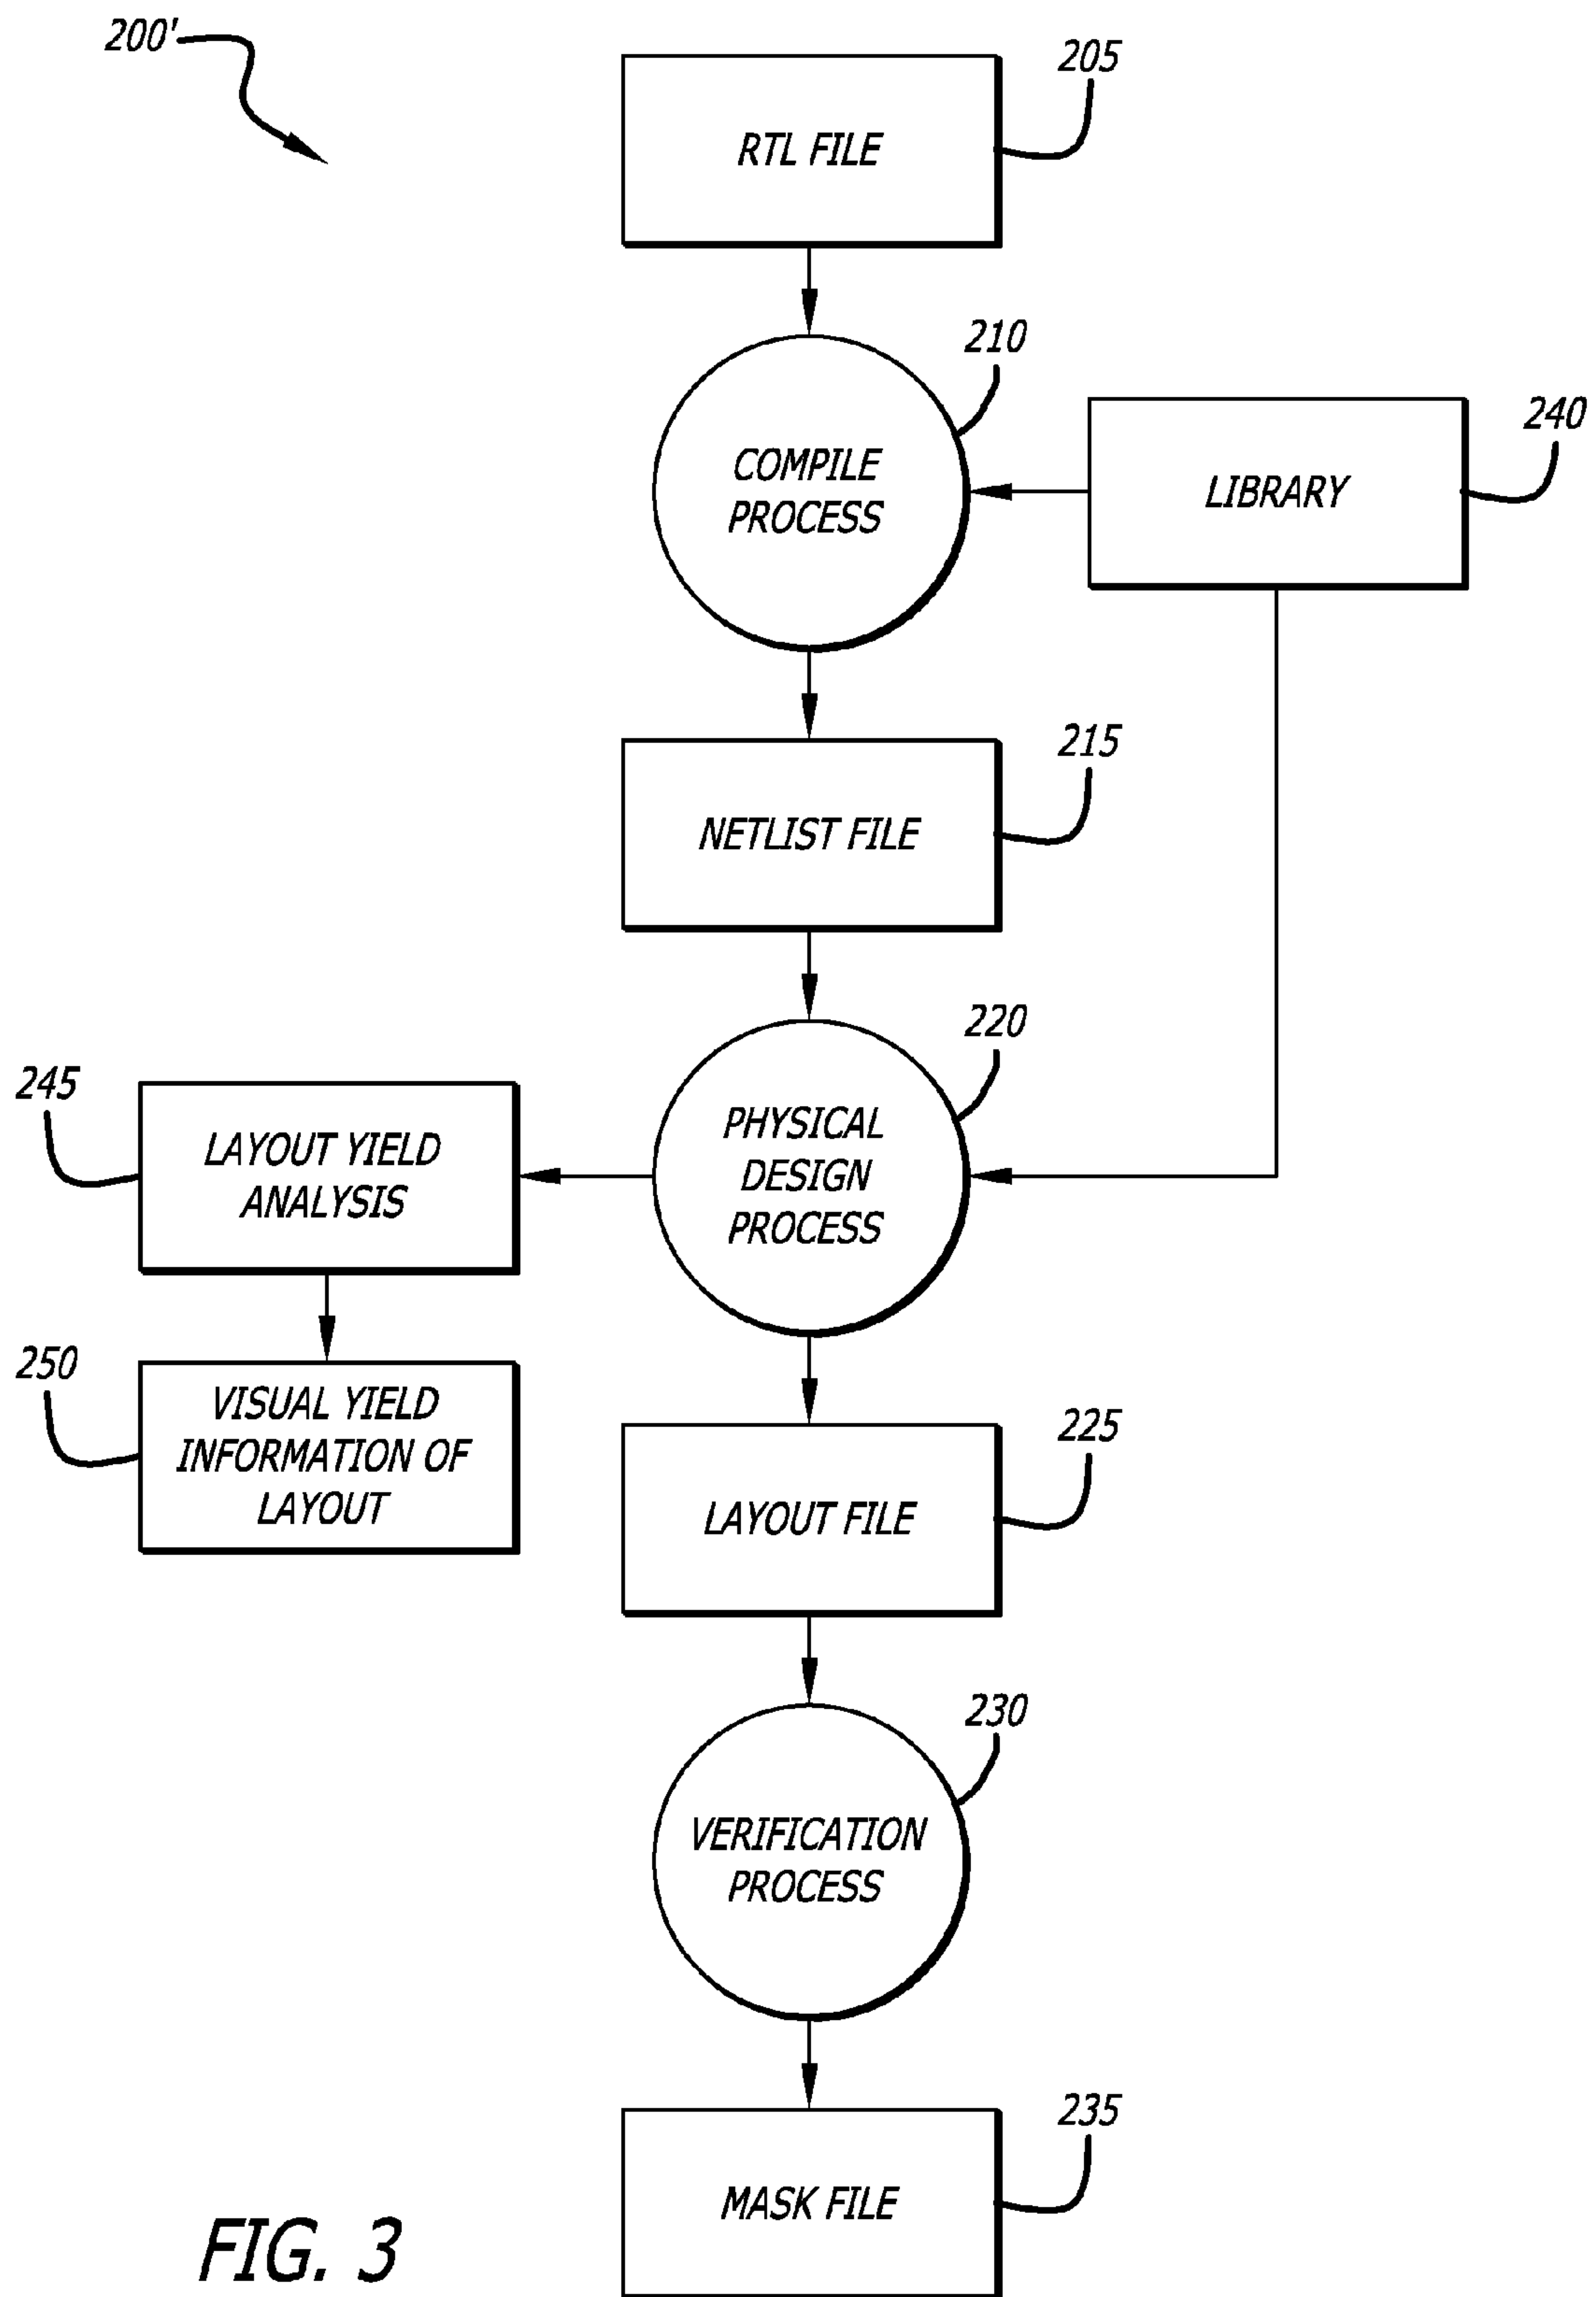 200'
205
RTL FILE
210
COMPILE
PROCESS
240
LIBRARY
215
NETLIST FILE
220
PHYSICAL
DESIGN
PROCESS
245
LAYOUT YIELD
ANALYSIS
250
VISUAL YIELD
INFORMATION OF
LAYOUT
225
LAYOUT FILE
230
VERIFICATION
PROCESS
235
MASK FILE
FIG. 3